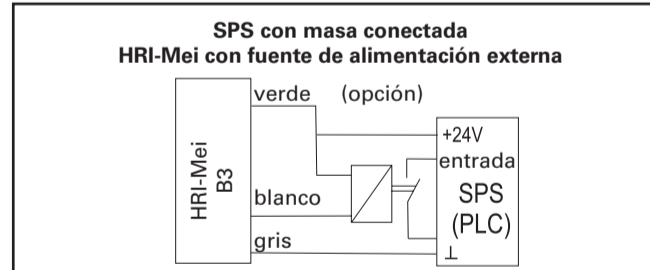 SPS con masa conectada
HRI-Mei con fuente de alimentación externa
verde (opción)
+24V
entrada
HRI-Mei
B3
blanco
SPS
(PLC)
gris
⊥